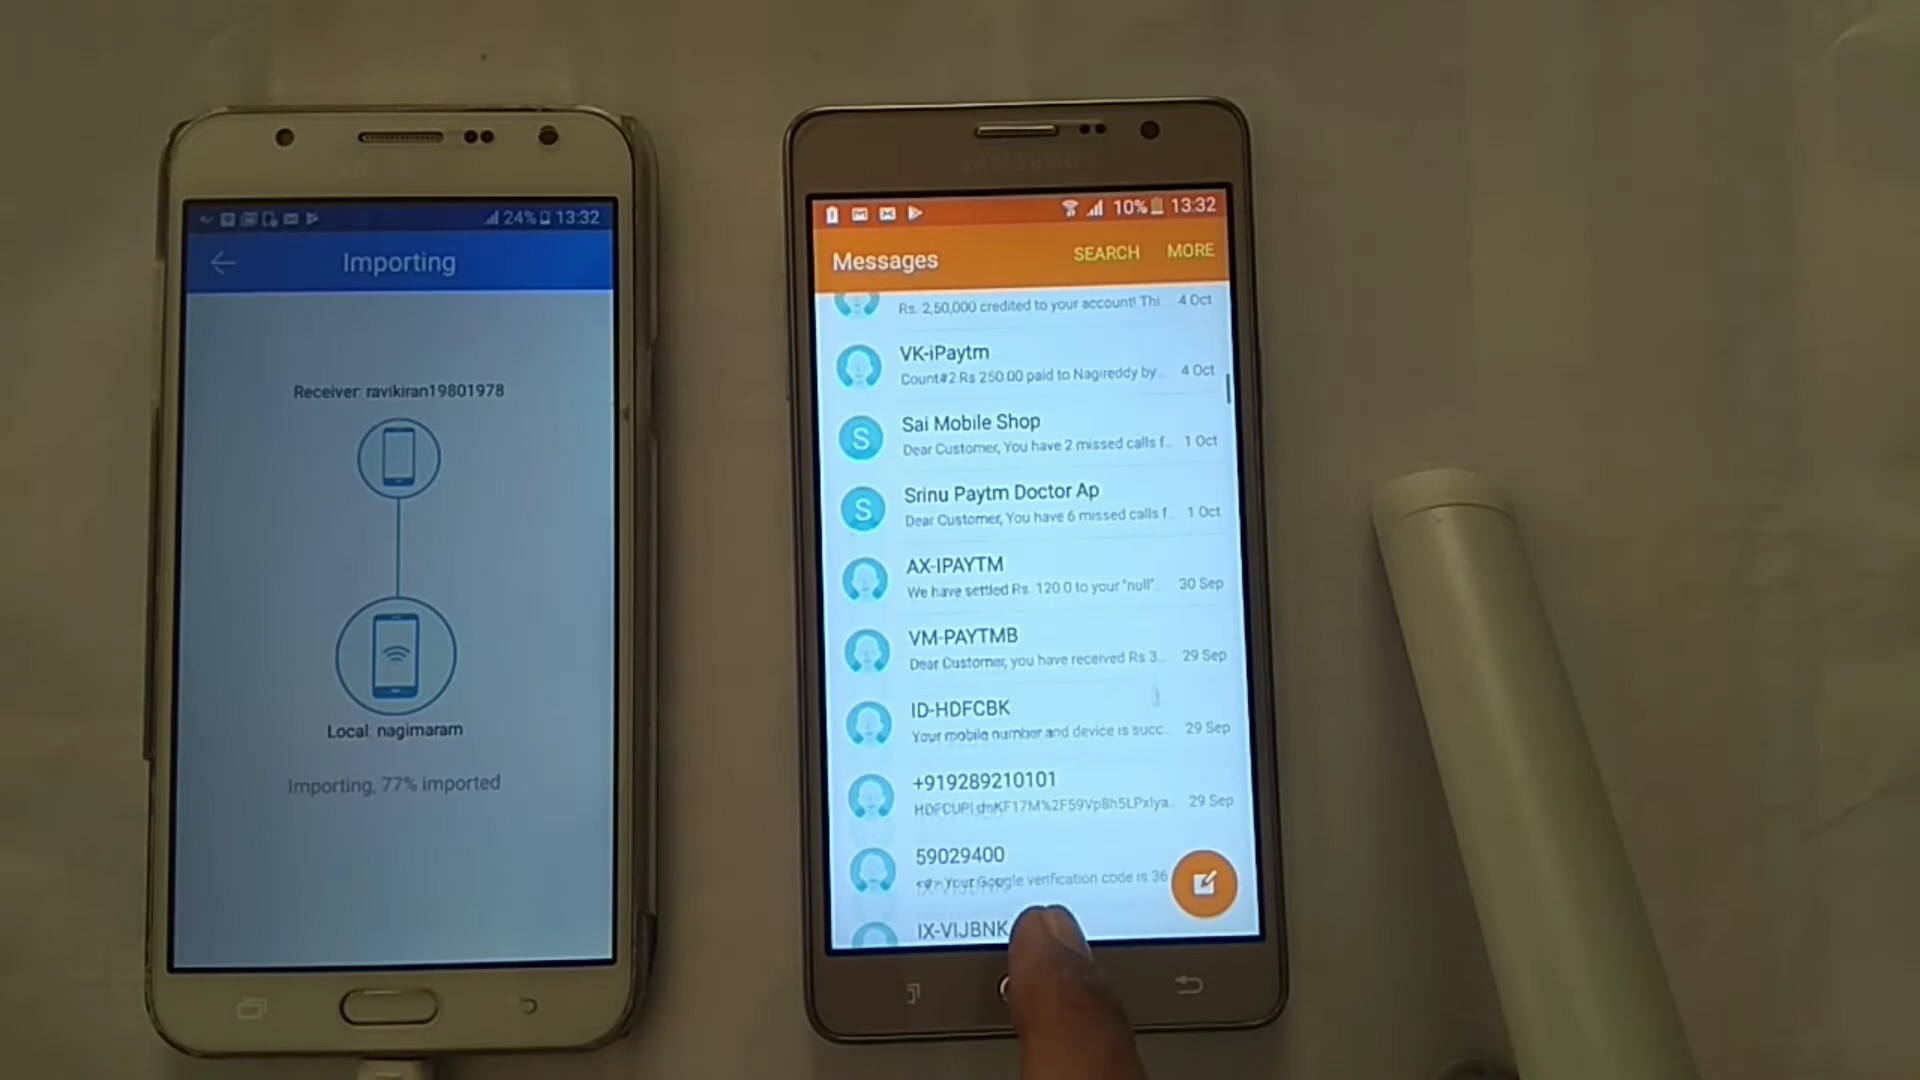 24% 13:32
Importing
Receiver: ravikiran19801978
Local: nagimaram
Importing, 77% imported
SAMSUNG
10% 13:32
Messages
SEARCH
MORE
Rs. 2,50,000 credited to your account! Thi... 4 Oct
VK-iPaytm
Count#2 Rs 250.00 paid to Nagireddy by... 4 Oct
Sai Mobile Shop
S
Dear Customer, You have 2 missed calls f... 1 Oct
Srinu Paytm Doctor Ap
S
Dear Customer, You have 6 missed calls f... 1 Oct
AX-IPAYTM
We have settled Rs. 120.0 to your "null"... 30 Sep
VM-PAYTMB
Dear Customer, you have received Rs 3... 29 Sep
ID-HDFCBK
Your mobile number and device is succ... 29 Sep
+919289210101
29 Sep
59029400
Your Google verification code is 36
IX-VIJBNK